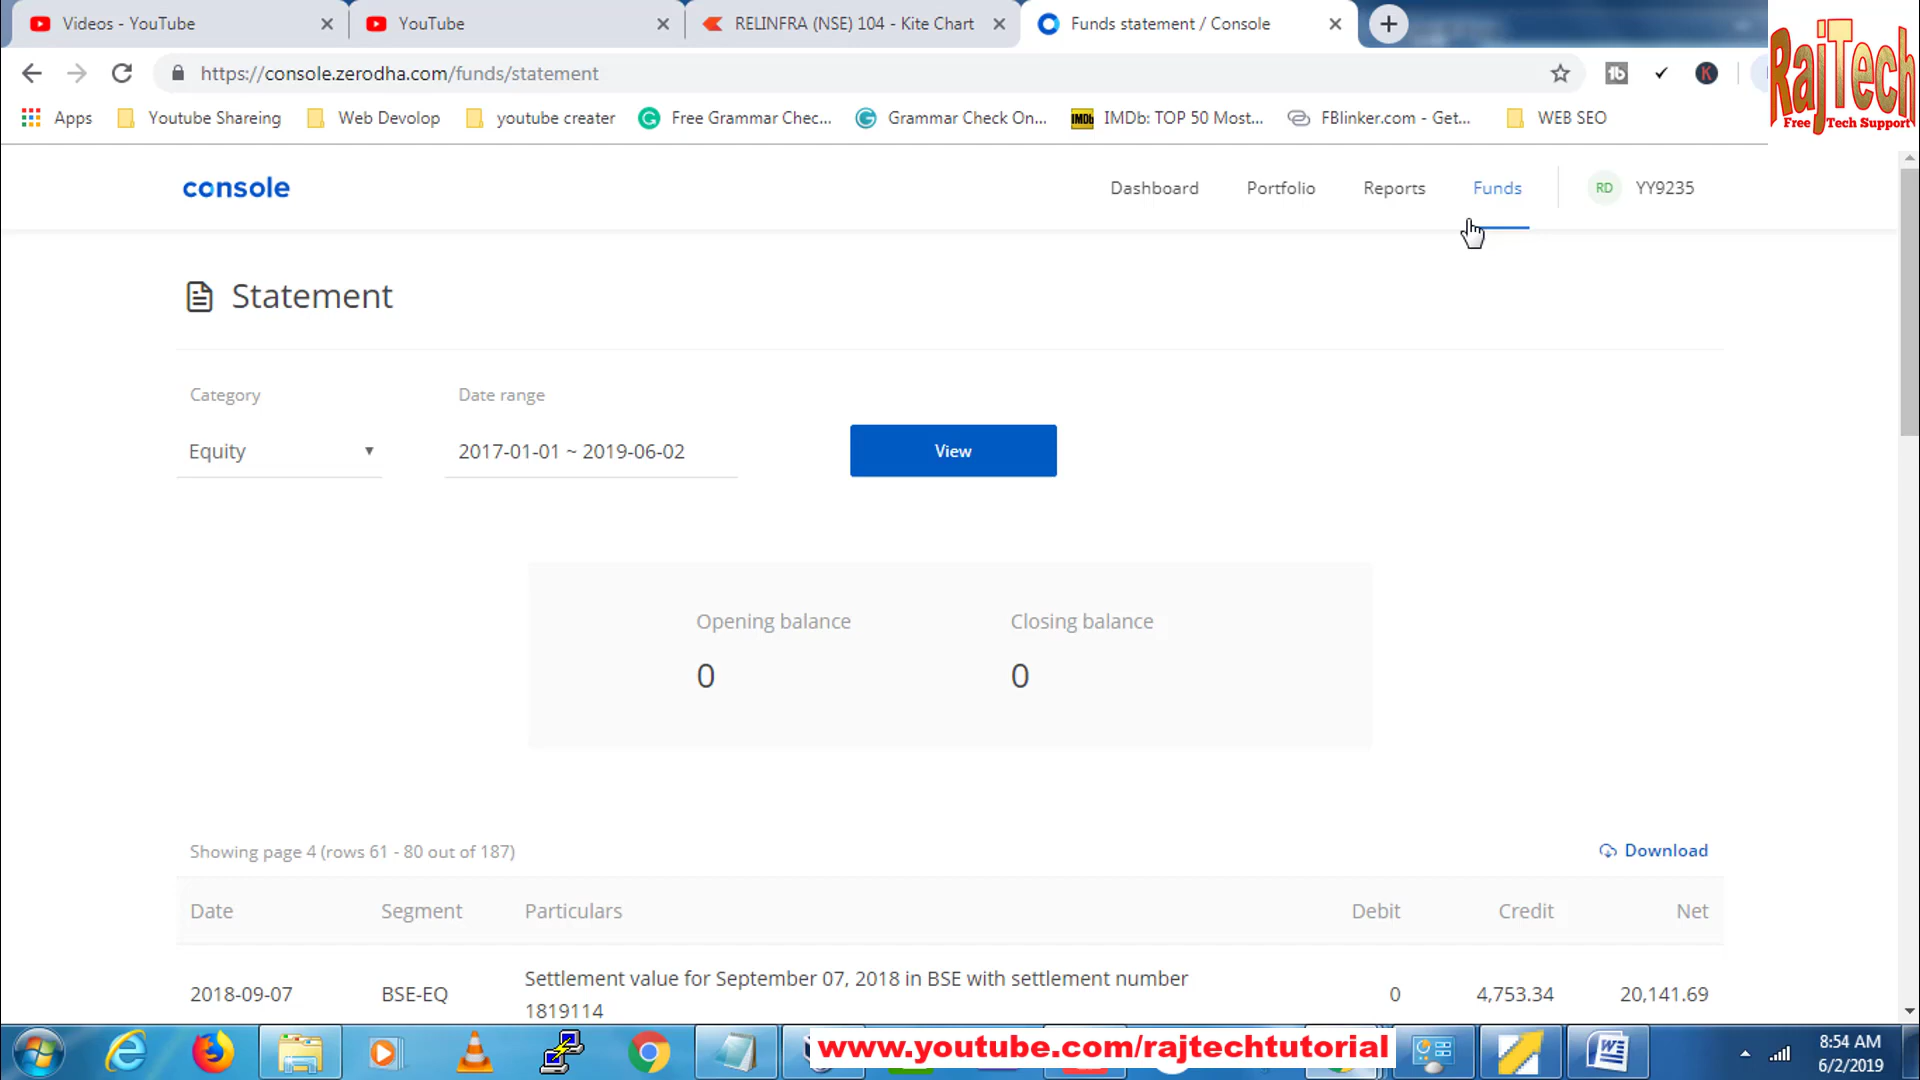 Videos - YouTube
YouTube
RELINFRA (NSE) 104 - Kite Chart
Funds statement / Console
RajTech
Free Tech Support
https://console.zerodha.com/funds/statement
Apps
Youtube Shareing
Web Devolop
youtube creater
Free Grammar Chec...
Grammar Check On...
IMDb: TOP 50 Most...
FBlinker.com - Get...
WEB SEO
console
Dashboard
Portfolio
Reports
Funds
RD
YY9235
Statement
Category
Date range
Equity
2017-01-01 ~ 2019-06-02
View
Opening balance
Closing balance
0
0
Showing page 4 (rows 61 - 80 out of 187)
Download
Date
Segment
Particulars
Debit
Credit
Net
2018-09-07
BSE-EQ
Settlement value for September 07, 2018 in BSE with settlement number
1819114
0
4,753.34
20,141.69
www.youtube.com/rajtechtutorial
8:54 AM
6/2/2019